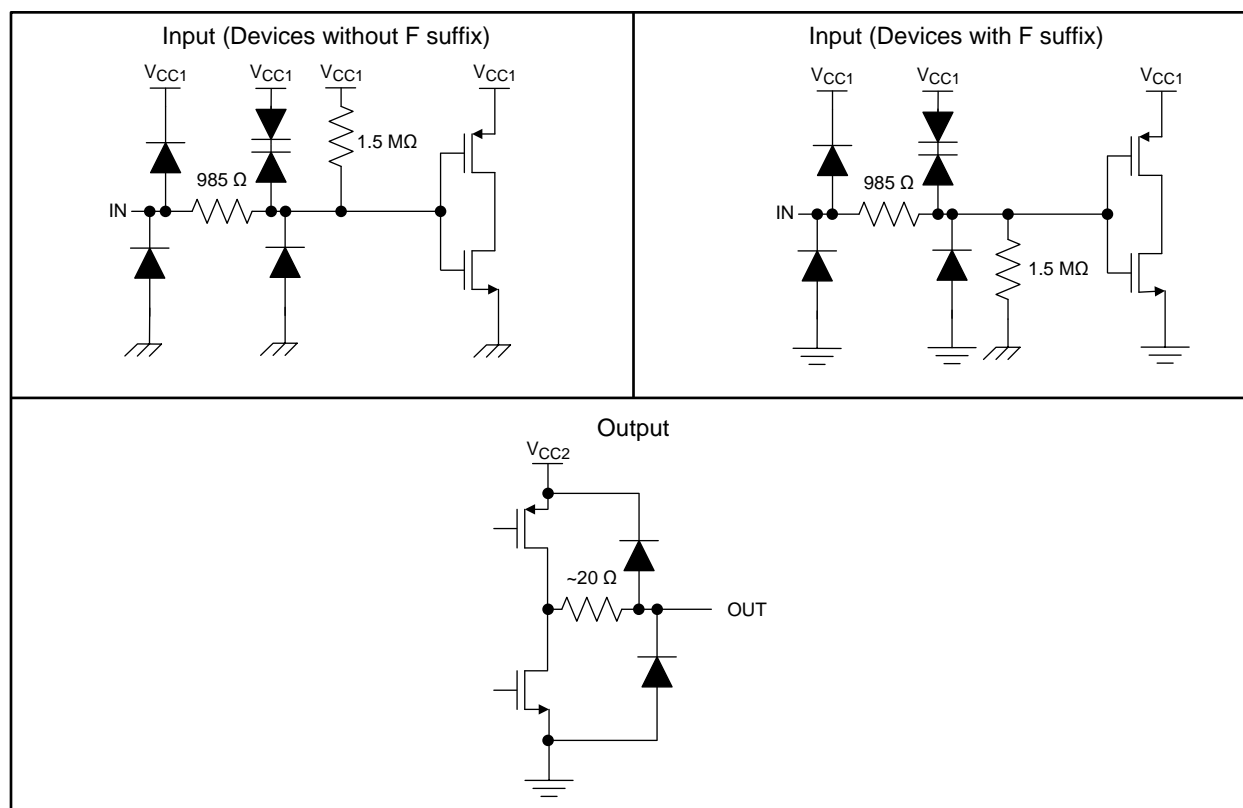 Input (Devices without F suffix)
VCC1 VCC1 VCC1 VCC1
1.5 MΩ
985 Ω
IN
Input (Devices with F suffix)
VCC1 VCC1 VCC1
985 Ω
IN
1.5 MΩ
Output
VCC2
~20 Ω
OUT